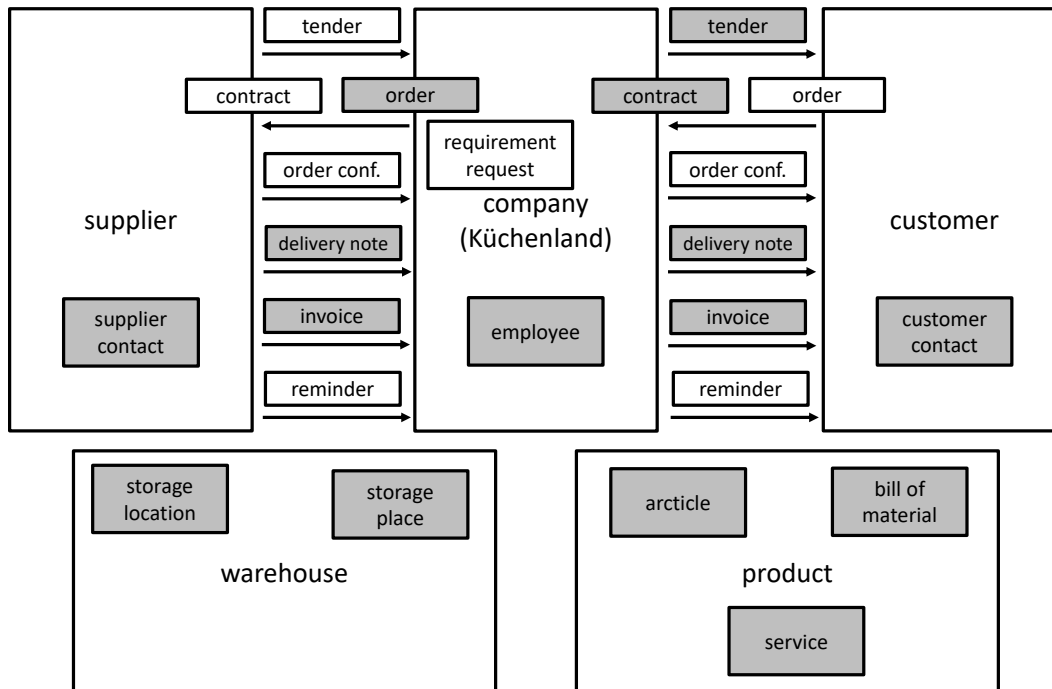 tender
tender
contract
order
contract
order
requirement
request
order conf.
order conf.
supplier
company
(Küchenland)
customer
delivery note
delivery note
supplier
contact
invoice
employee
invoice
customer
contact
reminder
reminder
storage
location
storage
place
arcticle
bill of
material
warehouse
product
service